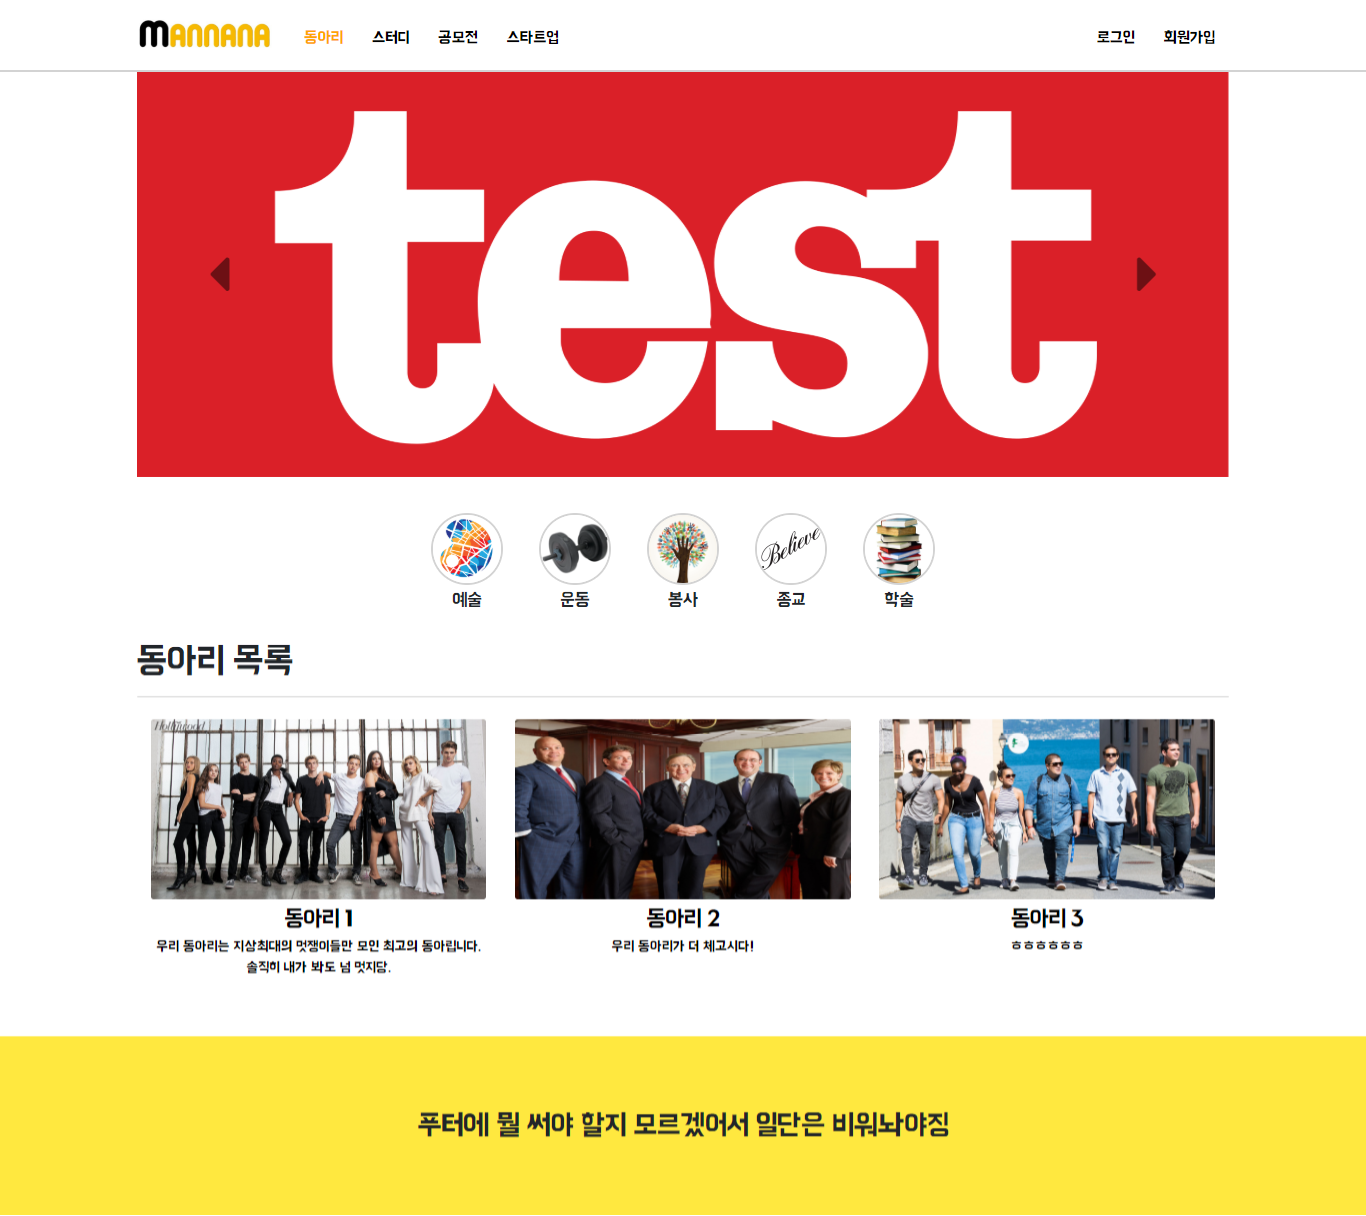 MANNANA 동아리 스터디 공모전 스타트업 로그인 회원가입
test
Believe
예술 운동 봉사 종교 학술
동아리 목록
Hollywood
동아리 1 동아리 2 동아리 3
우리 동아리는 지상최대의 멋쟁이들만 모인 최고의 동아립니다. 우리 동아리가 더 체고시다! ㅎㅎㅎㅎㅎㅎ
솔직히 내가 봐도 넘 멋지당.
푸터에 뭘 써야 할지 모르겠어서 일단은 비워놔야징